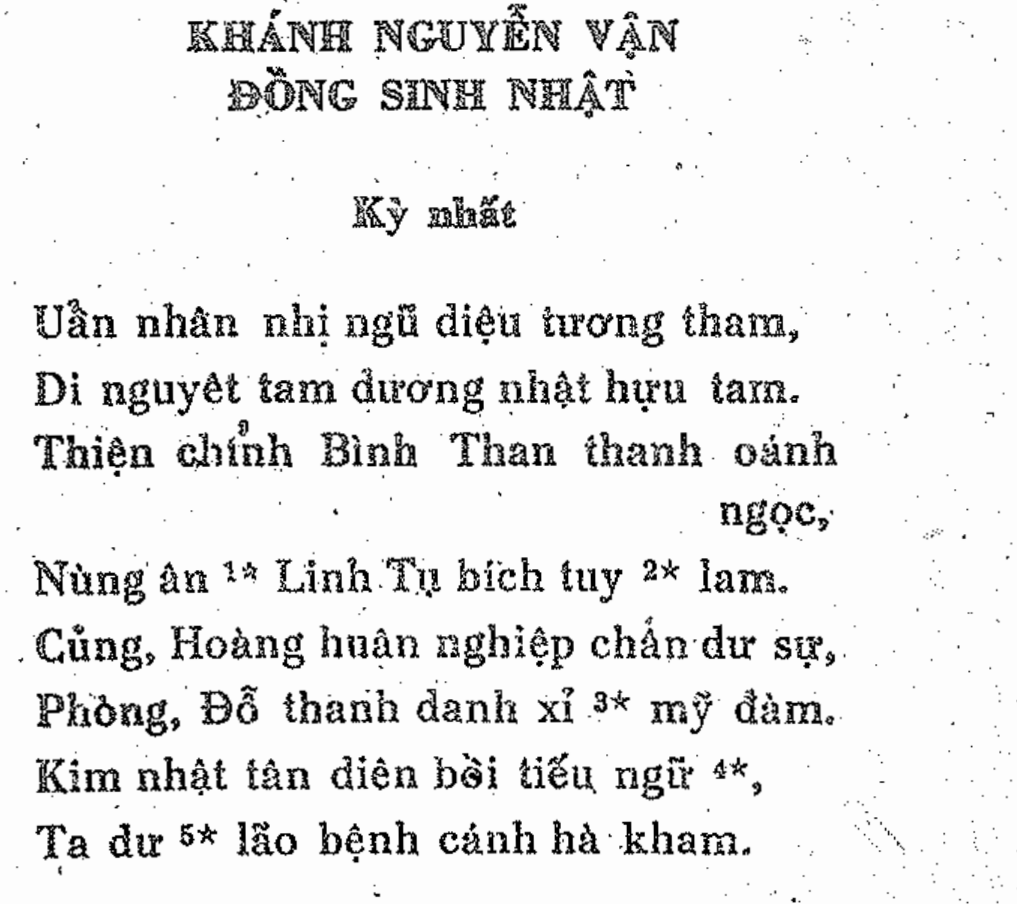 KHÁNH NGUYỄN VẬN
ĐỒNG SINH NHẬT
Kỳ nhất
Uẩn nhân nhị ngũ diệu tương tham,
Di nguyêt tam dương nhật hựu tam.
Thiện chính Bình Than thanh oánh
ngọc,
Nùng ân 1* Linh Tụ bích tuy 2* lam.
Củng, Hoàng huân nghiệp chẩn dư sự,
Phòng, Đỗ thanh danh xỉ 3* mỹ đàm.
Kim nhật tân diên bồi tiếu ngữ 4*,
Ta dư 5* lão bệnh cánh hà kham.